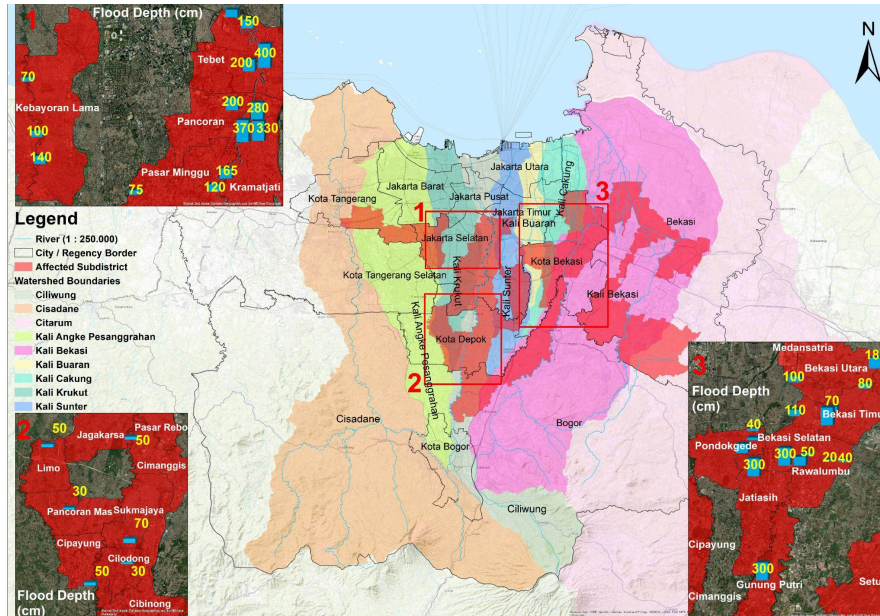 1
Flood Depth (cm)
150
Tebet
400
200
70
Kebayoran Lama
200
280
Pancoran
370
330
100
140
Pasar Minggu
165
75
120
Kramatjati
Legend
River (1 : 250.000)
City / Regency Border
Affected Subdistrict
Watershed Boundaries
Ciliwung
Cisadane
Citarum
Kali Angke Pesanggrahan
Kali Bekasi
Kali Buaran
Kali Cakung
Kali Krukut
Kali Sunter
N
Jakarta Utara
Jakarta Barat
Jakarta Pusat
Kali Cakung
3
Kota Tangerang
1
Jakarta Timur
Kali Buaran
Bekasi
Jakarta Selatan
Kota Bekasi
Kota Tangerang Selatan
Kali Krukut
Kali Sunter
Kali Bekasi
Kali Angke Pesanggrahan
Kota Depok
2
Cisadane
Bogor
Kota Bogor
Ciliwung
2
50
Jagakarsa
Pasar Rebo
50
Limo
Cimanggis
30
Pancoran Mas
Sukmajaya
70
Cipayung
Cilodong
50
30
Flood Depth
(cm)
Cibinong
3
Medansatria
18
Flood Depth
(cm)
Bekasi Utara
100
80
70
110
Bekasi Timu
40
Bekasi Selatan
Pondokgede
300
300
50
20
40
Rawalumbu
Jatiasih
Cipayung
300
Gunung Putri
Cimanggis
Setu